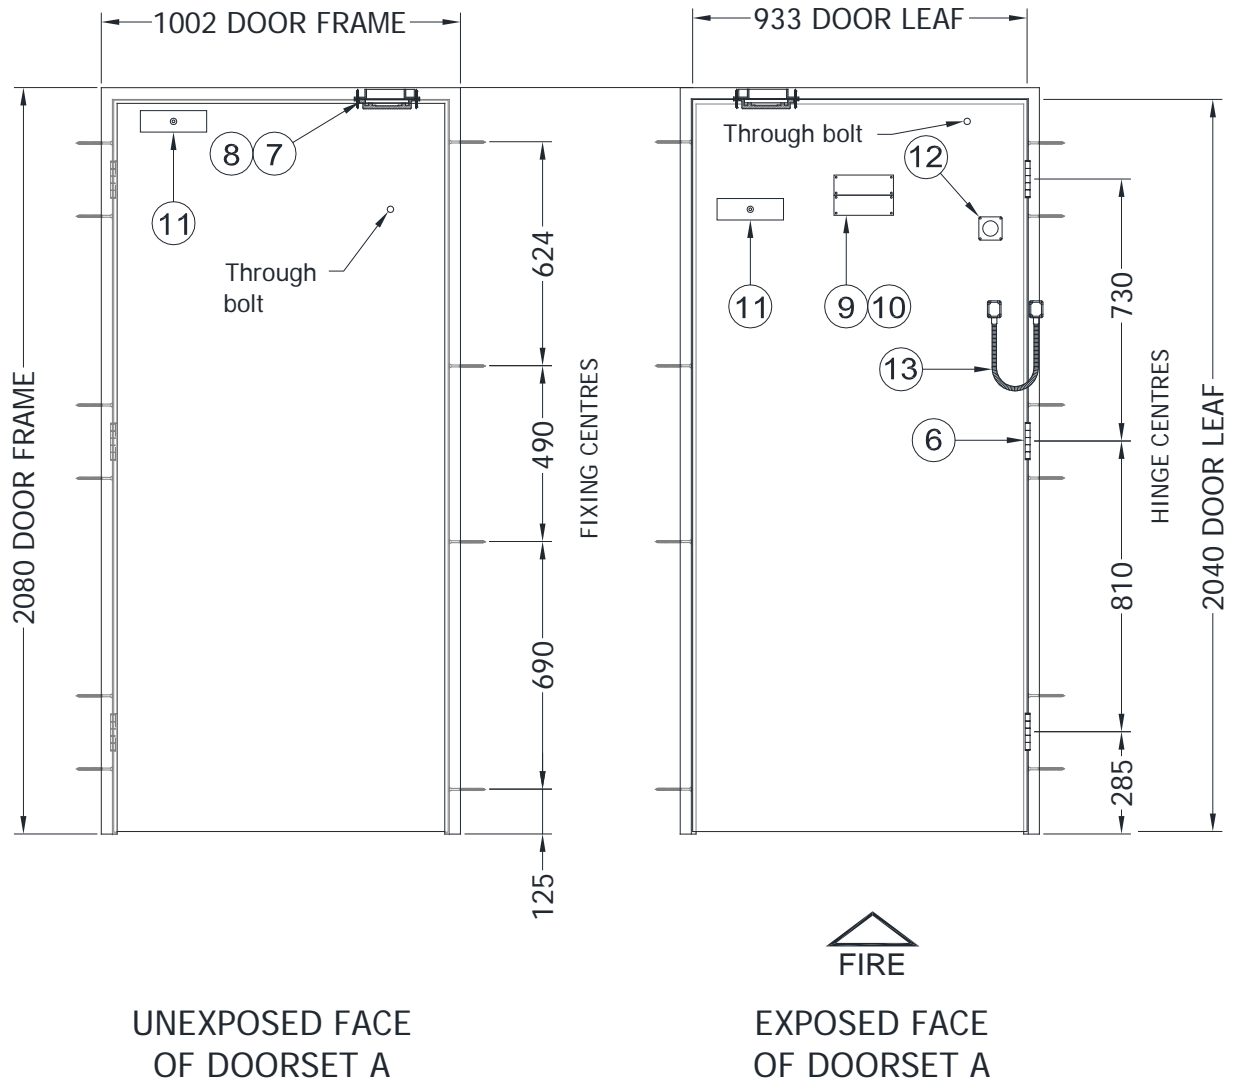 1002 DOOR FRAME
933 DOOR LEAF
Through bolt
12
8 7
11
11
9 10
Through
bolt
13
6
624
490
690
125
FIXING CENTRES
2080 DOOR FRAME
730
810
285
HINGE CENTRES
2040 DOOR LEAF
FIRE
UNEXPOSED FACE
OF DOORSET A
EXPOSED FACE
OF DOORSET A